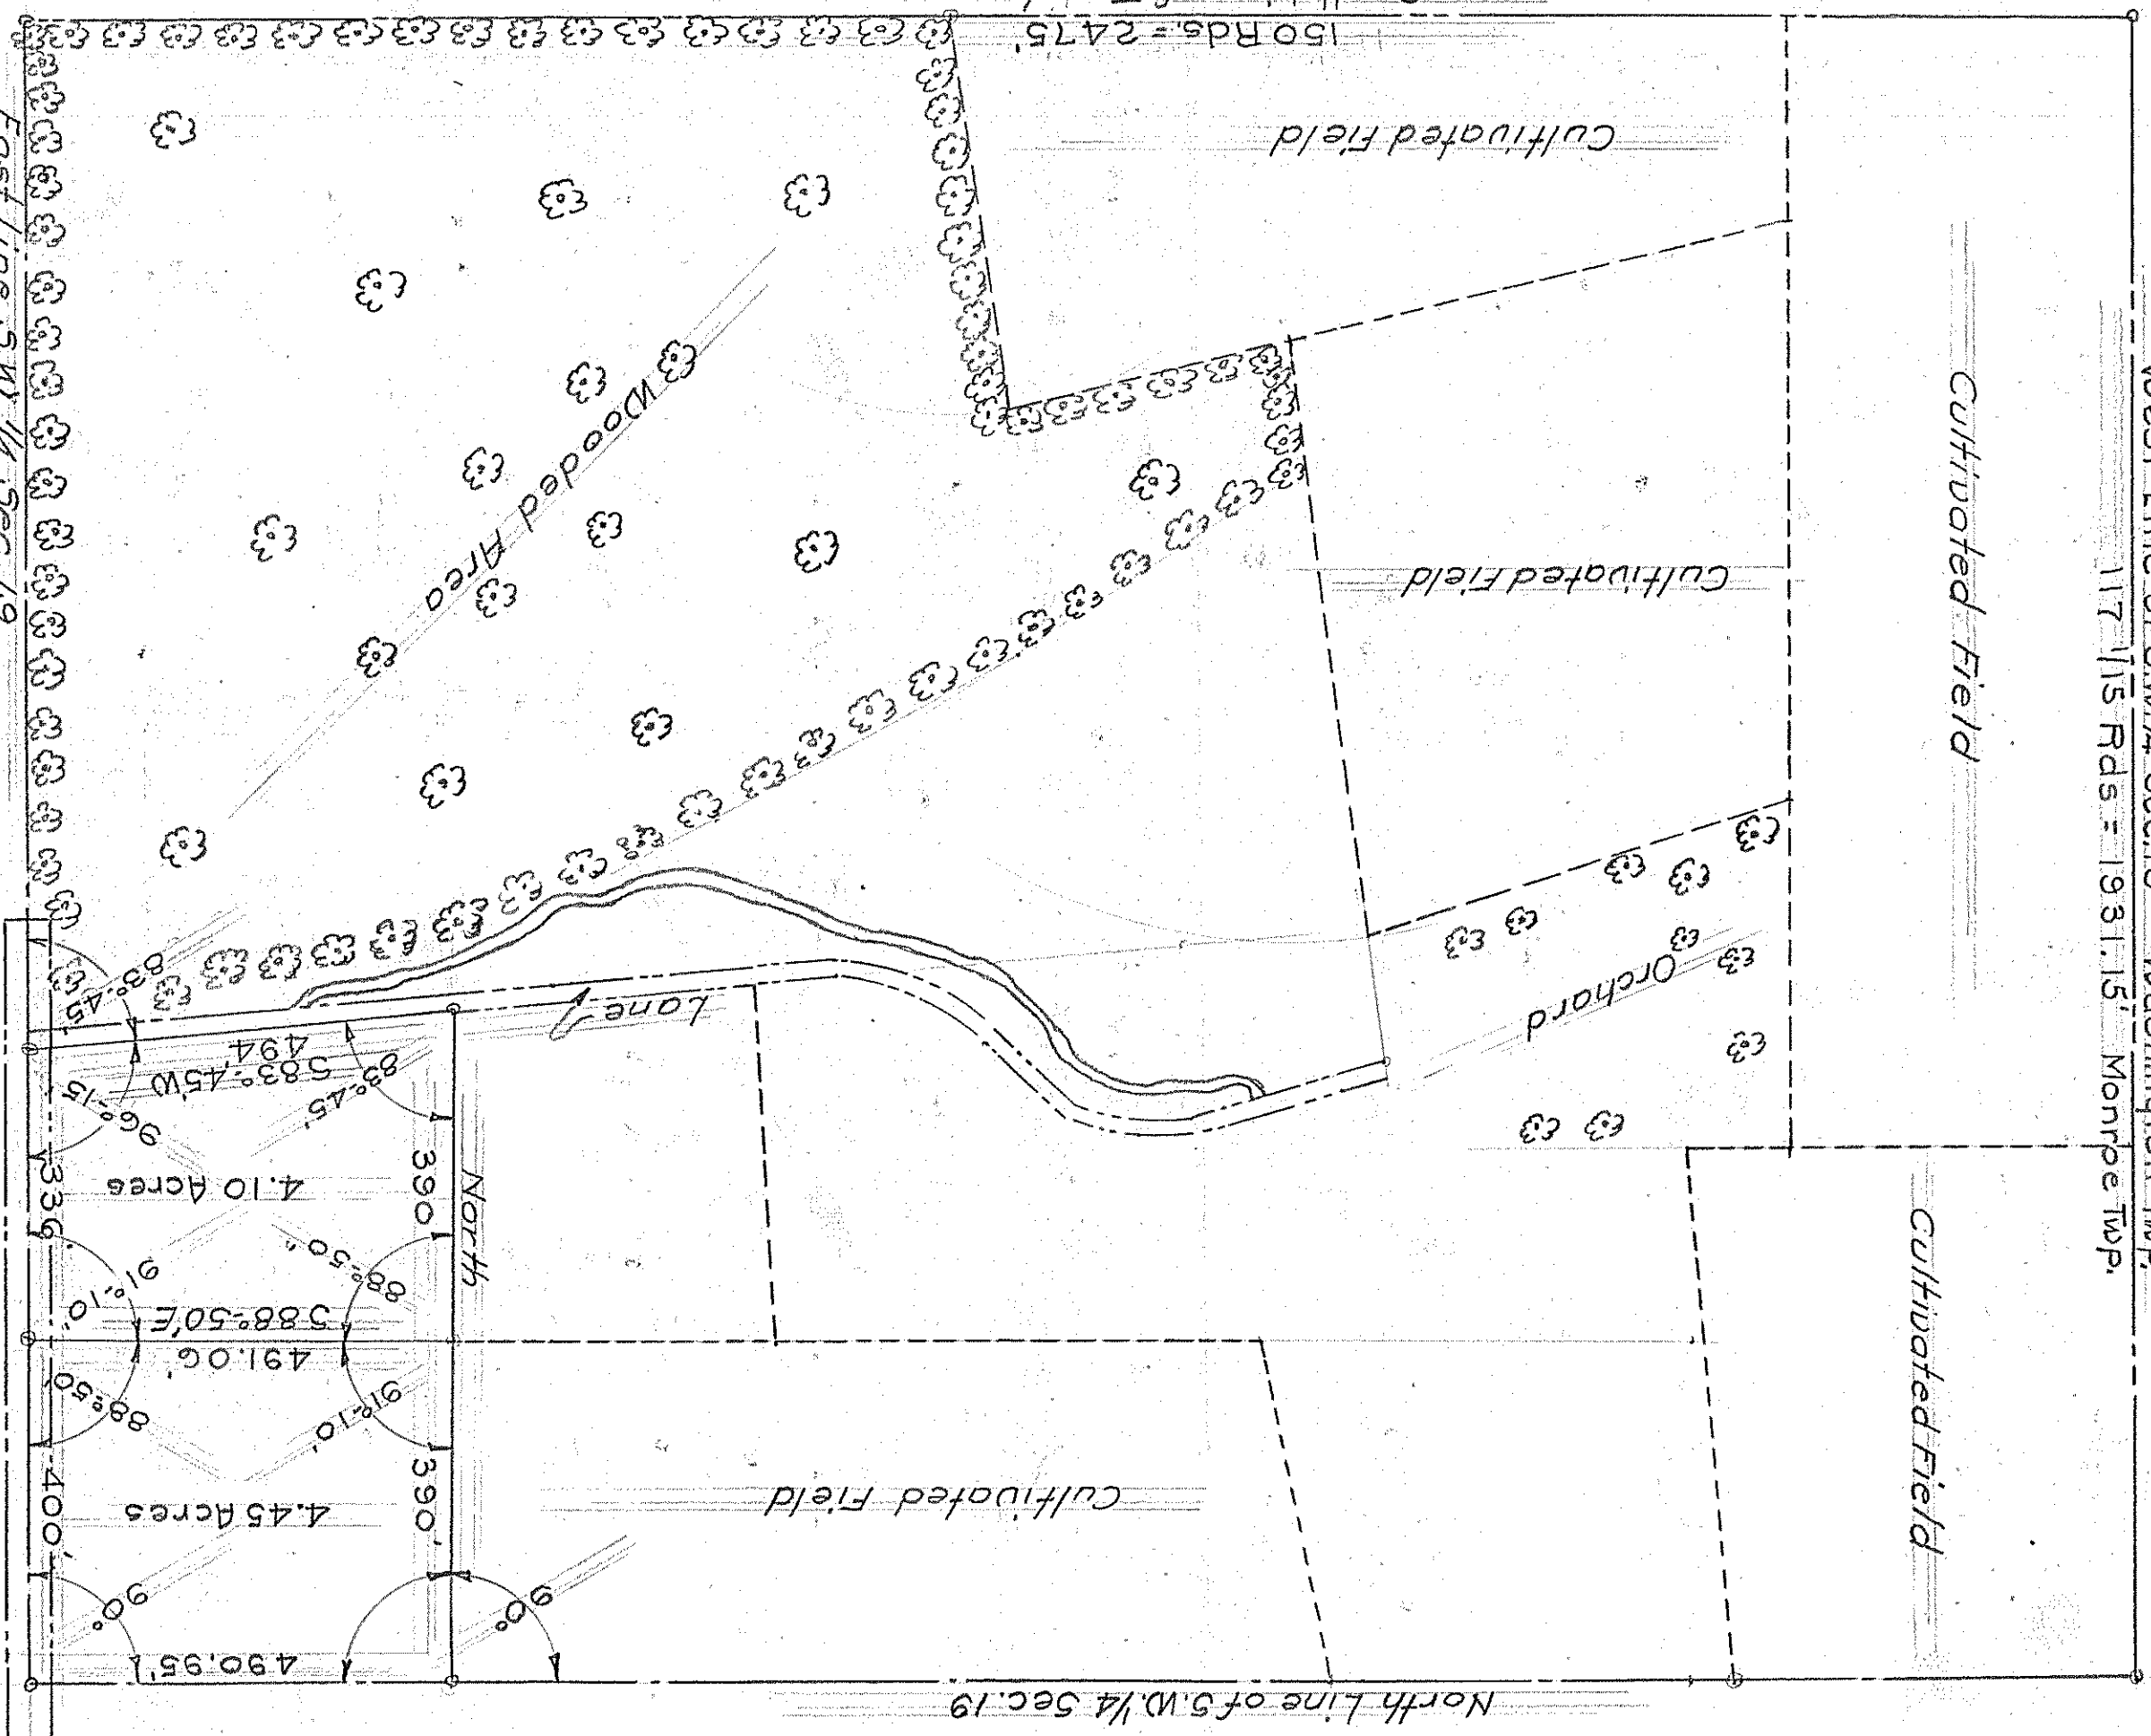 North Line of S.W. 1/4 Sec. 19
490.95'
90°
90°
4.45 Acres
400'
390'
88°-50'
91°-10'
491.06'
S 88°-50'E
91°-10'
88°-50'
4.10 Acres
336'
390'
North
96°-15'
83°-45'
S 83°-45'W
494'
83°-45'
Lane
Cultivated Field
Cultivated Field
Orchard
Cultivated Field
Cultivated Field
Wooded Area
Cultivated Field
150 Rds. = 2475'
East Line S.W. 1/4 Sec. 19
117 1/15 Rds = 1931.15' Monroe Twp.
West Line of